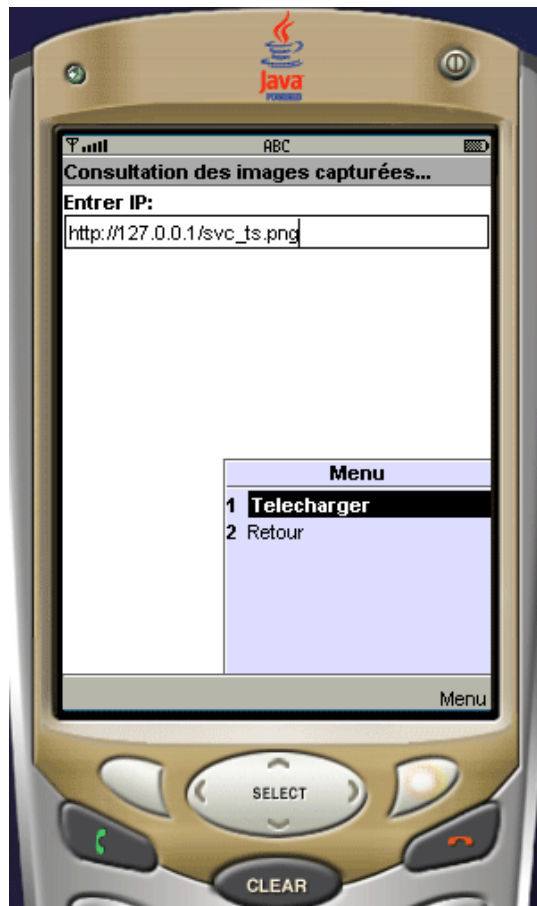 Java
POWERED
ABC
Consultation des images capturées...
Entrer IP:
http://127.0.0.1/svc_ts.png
Menu
1 Telecharger
2 Retour
Menu
SELECT
CLEAR